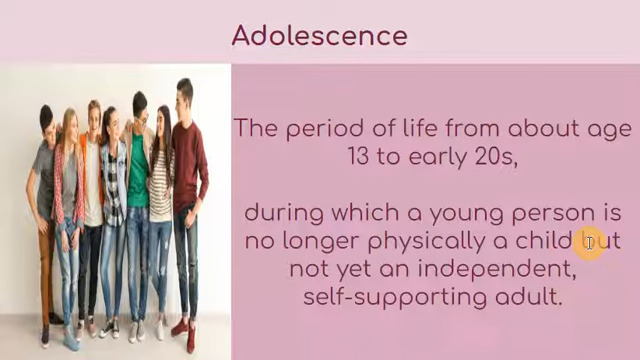 Adolescence
The period of life from about age
13 to early 20s,
during which a young person is
no longer physically a child but
not yet an independent,
self-supporting adult.